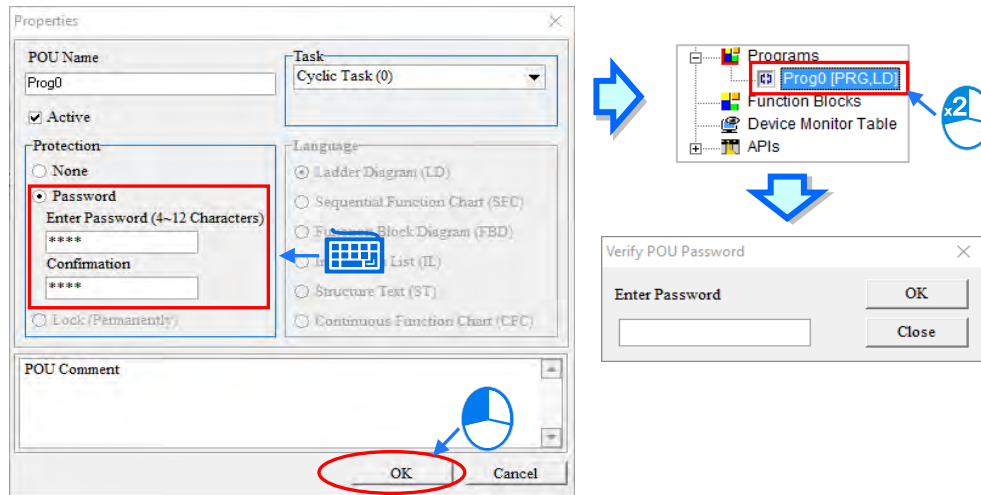 Properties
POU Name
Prog0
Active
Protection
None
Password
Enter Password (4~12 Characters)
****
Confirmation
****
Lock (Permanently)
Task
Cyclic Task (0)
Language
Ladder Diagram (LD)
Sequential Function Chart (SFC)
Block Diagram (FBD)
List (IL)
Structure Text (ST)
Continuous Function Chart (CFC)
POU Comment
OK
Cancel
Programs
Prog0 [PRG,LD]
Function Blocks
Device Monitor Table
APIs
x2
Verify POU Password
Enter Password
OK
Close